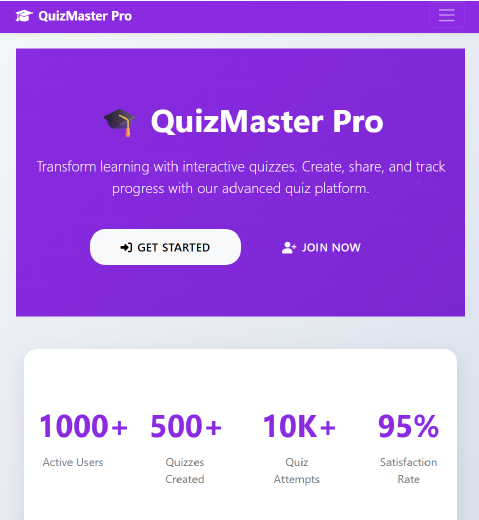 QuizMaster Pro
QuizMaster Pro
Transform learning with interactive quizzes. Create, share, and track
progress with our advanced quiz platform.
GET STARTED
JOIN NOW
1000+
500+
10K+
95%
Active Users
Quizzes
Created
Quiz
Attempts
Satisfaction
Rate